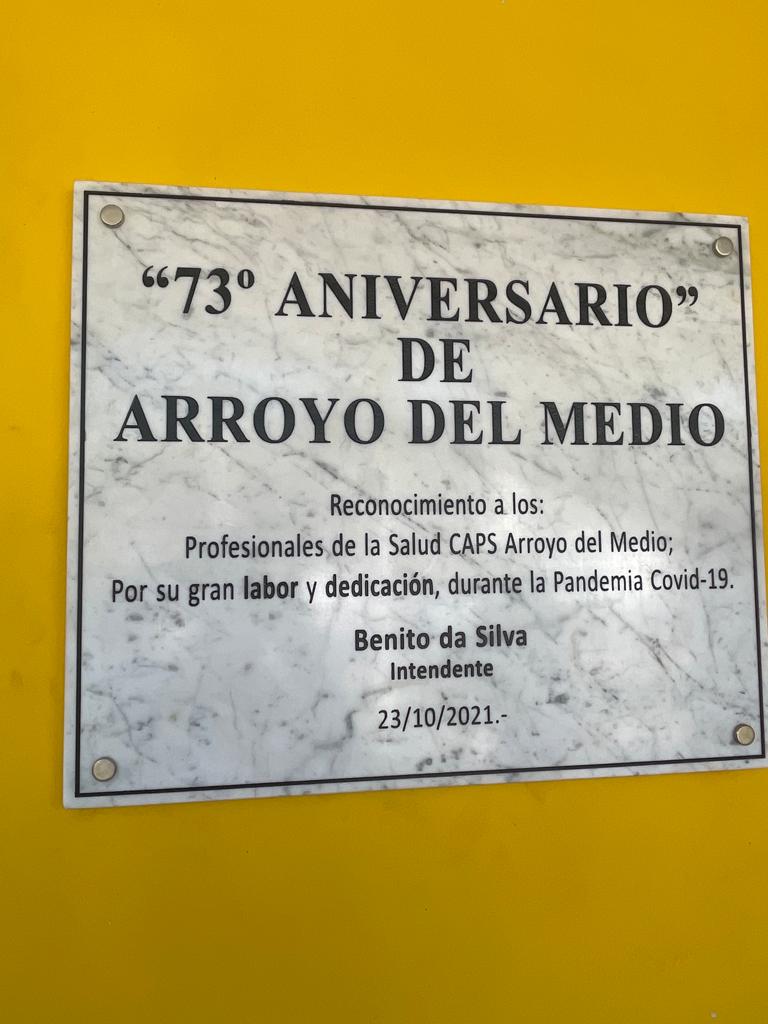 “73º ANIVERSARIO”
DE
ARROYO DEL MEDIO
Reconocimiento a los:
Profesionales de la Salud CAPS Arroyo del Medio;
Por su gran labor y dedicación, durante la Pandemia Covid-19.
Benito da Silva
Intendente
23/10/2021.-